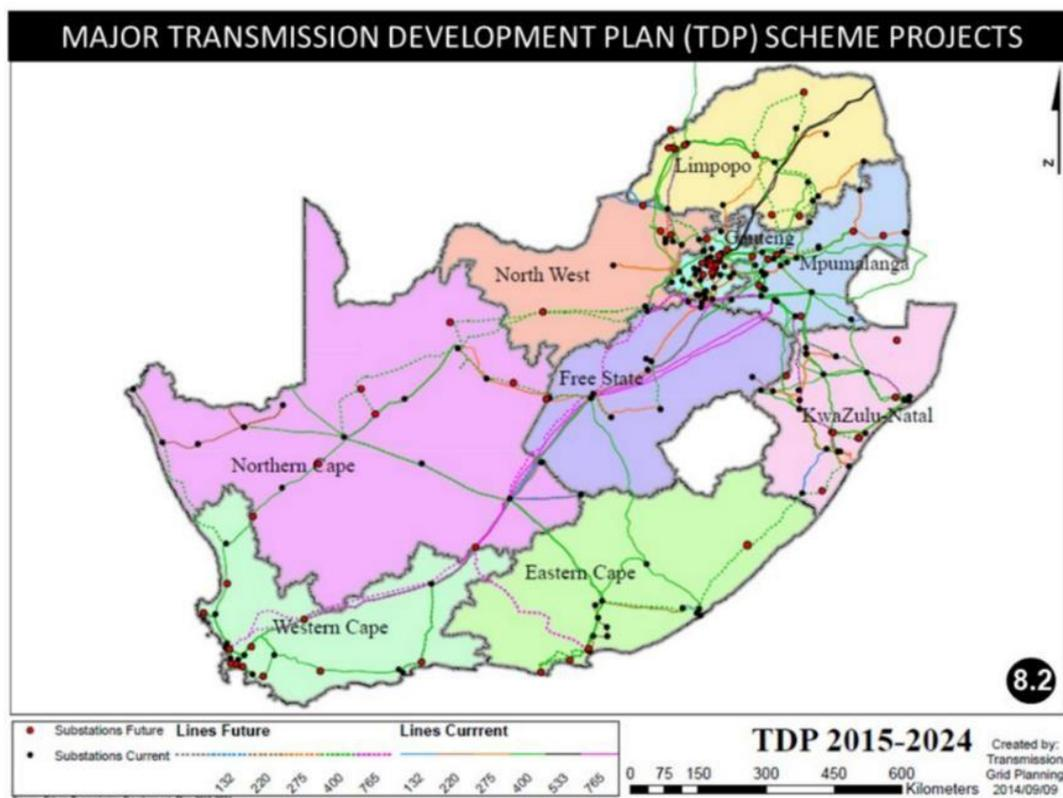 MAJOR TRANSMISSION DEVELOPMENT PLAN (TDP) SCHEME PROJECTS
N
Limpopo
Gauteng
Mpumalanga
North West
Free State
KwaZulu-Natal
Northern Cape
Eastern Cape
Western Cape
8.2
Substations Future
Substations Current
Lines Future
132 220 275 400 765
Lines Currrent
132 220 275 400 533 765
TDP 2015-2024
0 75 150 300 450 600
Kilometers
Created by:
Transmission
Grid Planning
2014/09/09